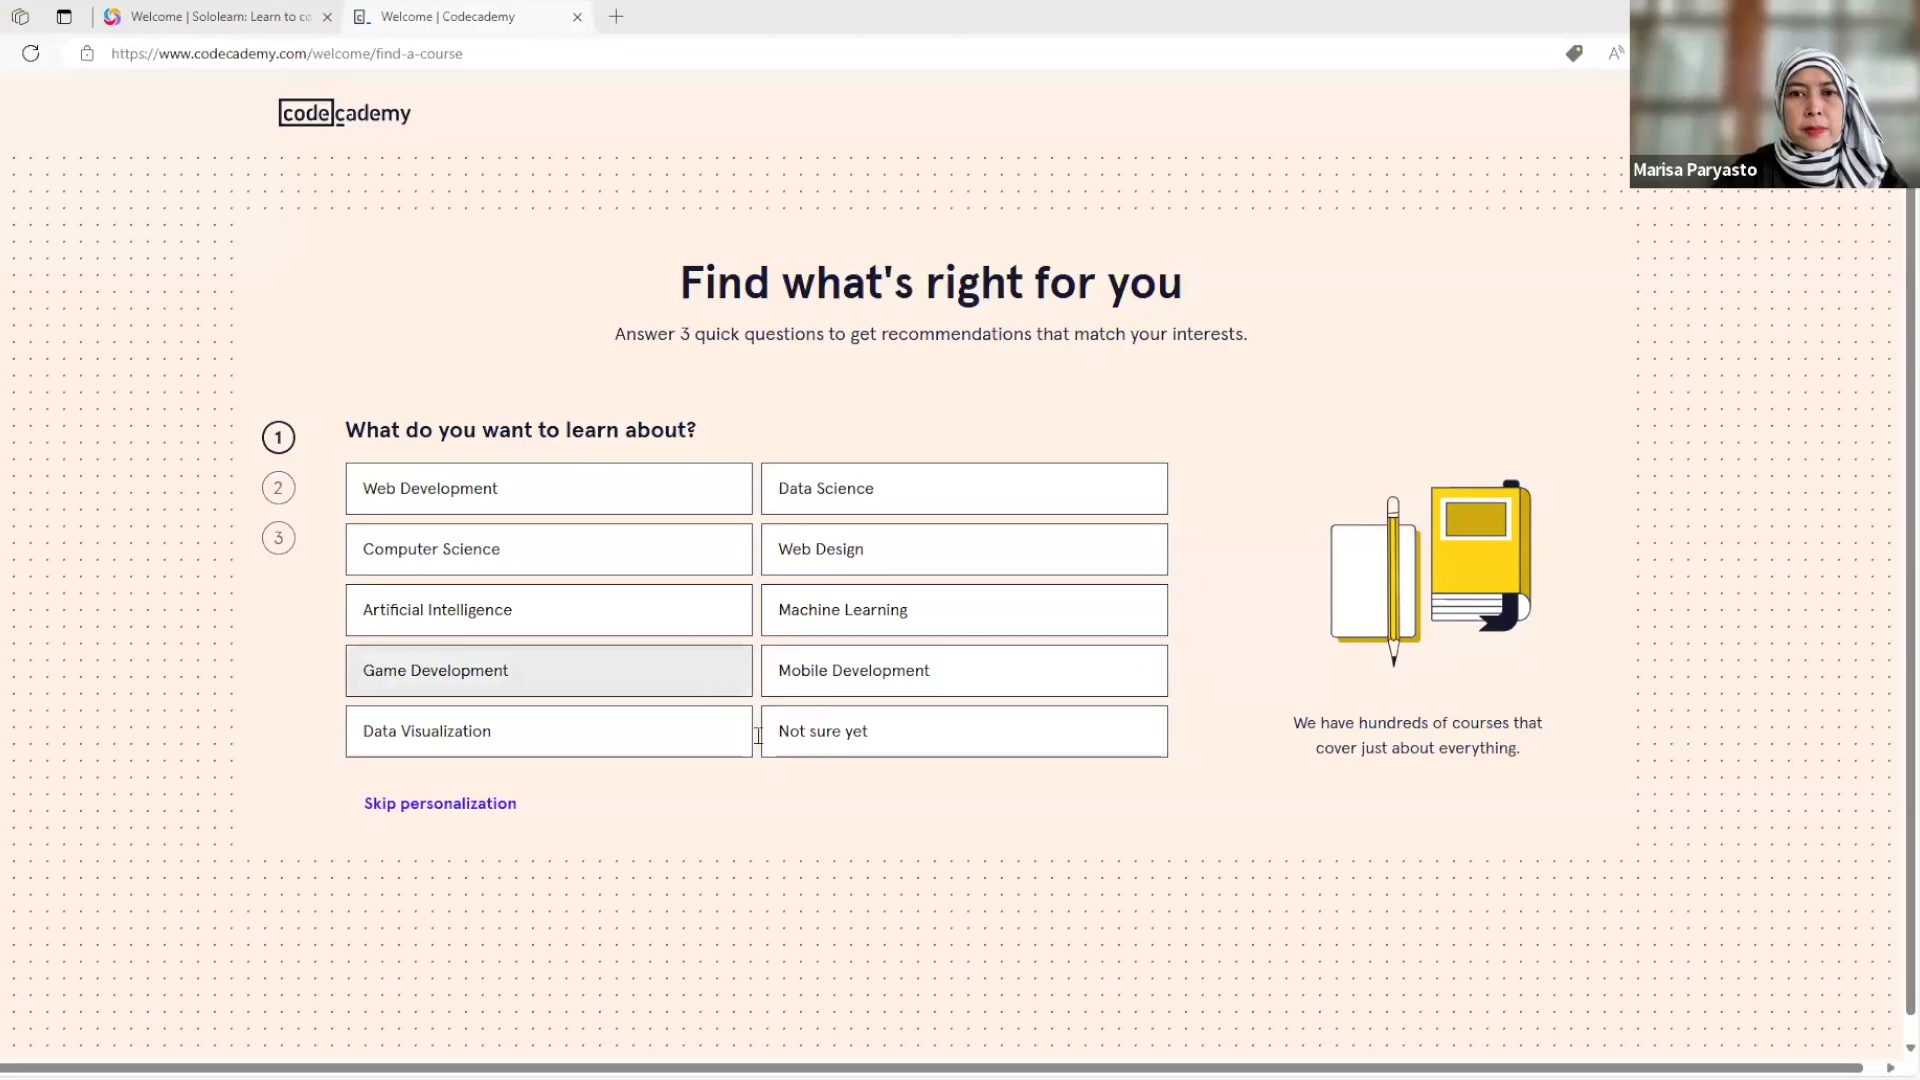 Welcome | Sololearn: Learn to co
Welcome | Codecademy
https://www.codecademy.com/welcome/find-a-course
codecademy
Marisa Paryasto
Find what's right for you
Answer 3 quick questions to get recommendations that match your interests.
1
What do you want to learn about?
2
3
Web Development
Data Science
Computer Science
Web Design
Artificial Intelligence
Machine Learning
Game Development
Mobile Development
Data Visualization
Not sure yet
We have hundreds of courses that
cover just about everything.
Skip personalization